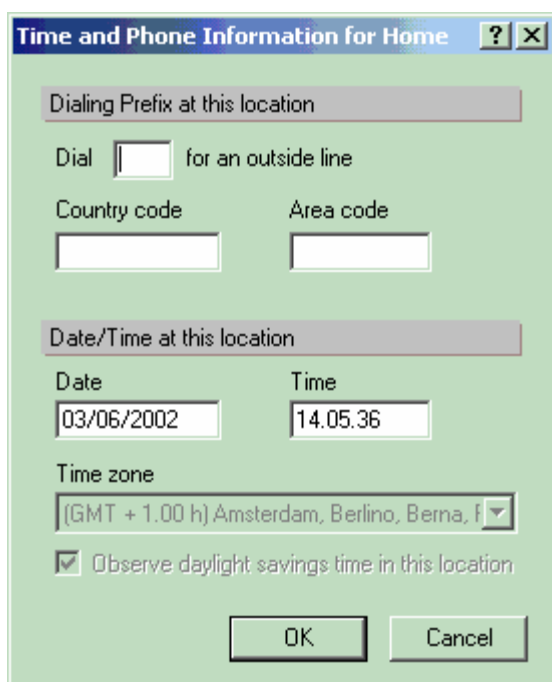 Time and Phone Information for Home
Dialing Prefix at this location
Dial for an outside line
Country code Area code
Date/Time at this location
Date Time
03/06/2002 14.05.36
Time zone
(GMT + 1.00 h) Amsterdam, Berlino, Berna,
Observe daylight savings time in this location
OK Cancel